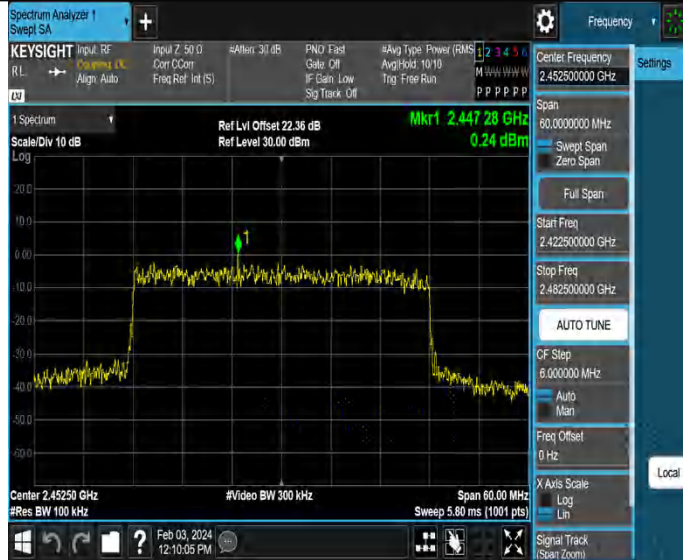 Spectrum Analyzer 1
Swept SA
+
Frequency
KEYSIGHT
Input: RF
Coupling: DC
Align: Auto
Input Z: 50 Ω
Corr CCorr
Freq Ref: Int (S)
#Atten: 30 dB
PNO: Fast
Gate: Off
IF Gain: Low
Sig Track: Off
#Avg Type: Power (RMS
Avg|Hold: 10/10
Trig: Free Run
1 2 3 4 5 6
M W W W W W
P P P P P P
RL
LXI
1 Spectrum
Scale/Div 10 dB
Ref Lvl Offset 22.36 dB
Ref Level 30.00 dBm
Mkr1 2.447 28 GHz
0.24 dBm
Log
20.0
10.0
0.00
-10.0
-20.0
-30.0
-40.0
-50.0
-60.0
1
Center 2.45250 GHz
#Res BW 100 kHz
#Video BW 300 kHz
Span 60.00 MHz
Sweep 5.80 ms (1001 pts)
Feb 03, 2024
12:10:05 PM
?
Center Frequency
2.452500000 GHz
Span
60.0000000 MHz
Swept Span
Zero Span
Full Span
Start Freq
2.422500000 GHz
Stop Freq
2.482500000 GHz
AUTO TUNE
CF Step
6.000000 MHz
Auto
Man
Freq Offset
0 Hz
X Axis Scale
Log
Lin
Signal Track
(Span Zoom)
Settings
Local